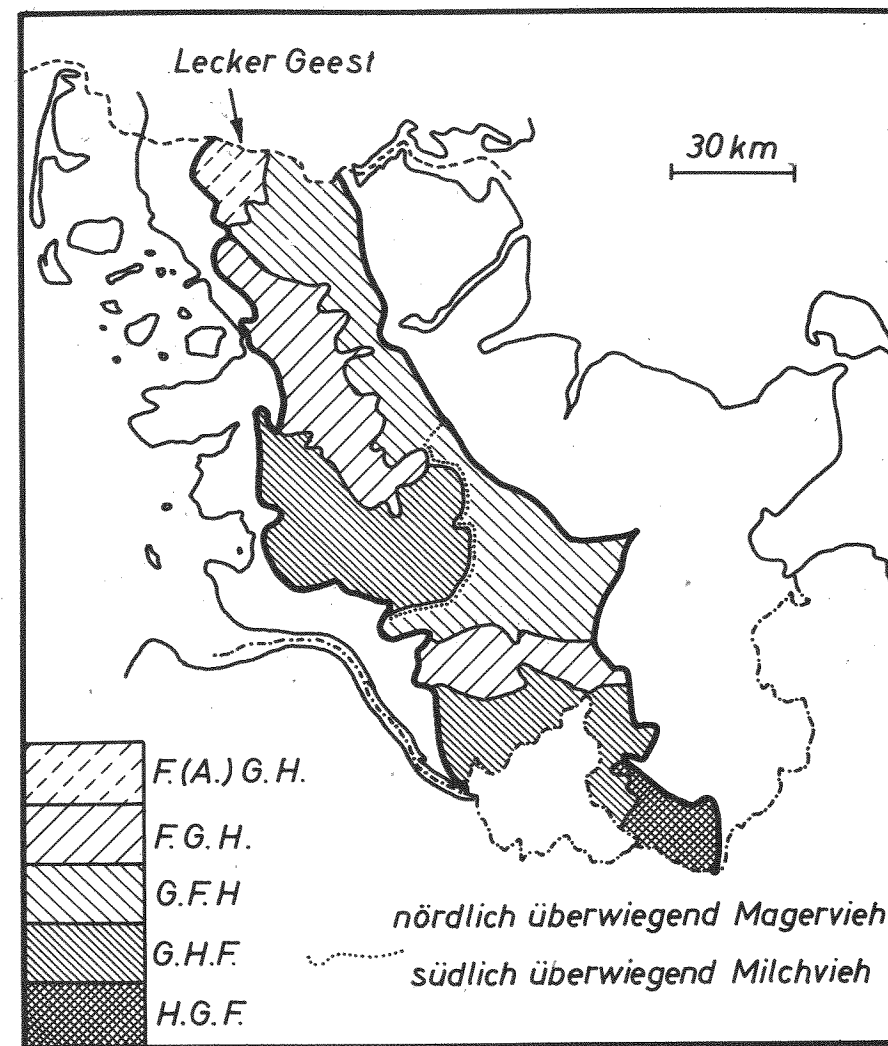 Lecker Geest
30 km
F.(A.) G.H.
F.G.H.
G.F.H
G.H.F.
H.G.F.
nördlich überwiegend Magervieh
südlich überwiegend Milchvieh